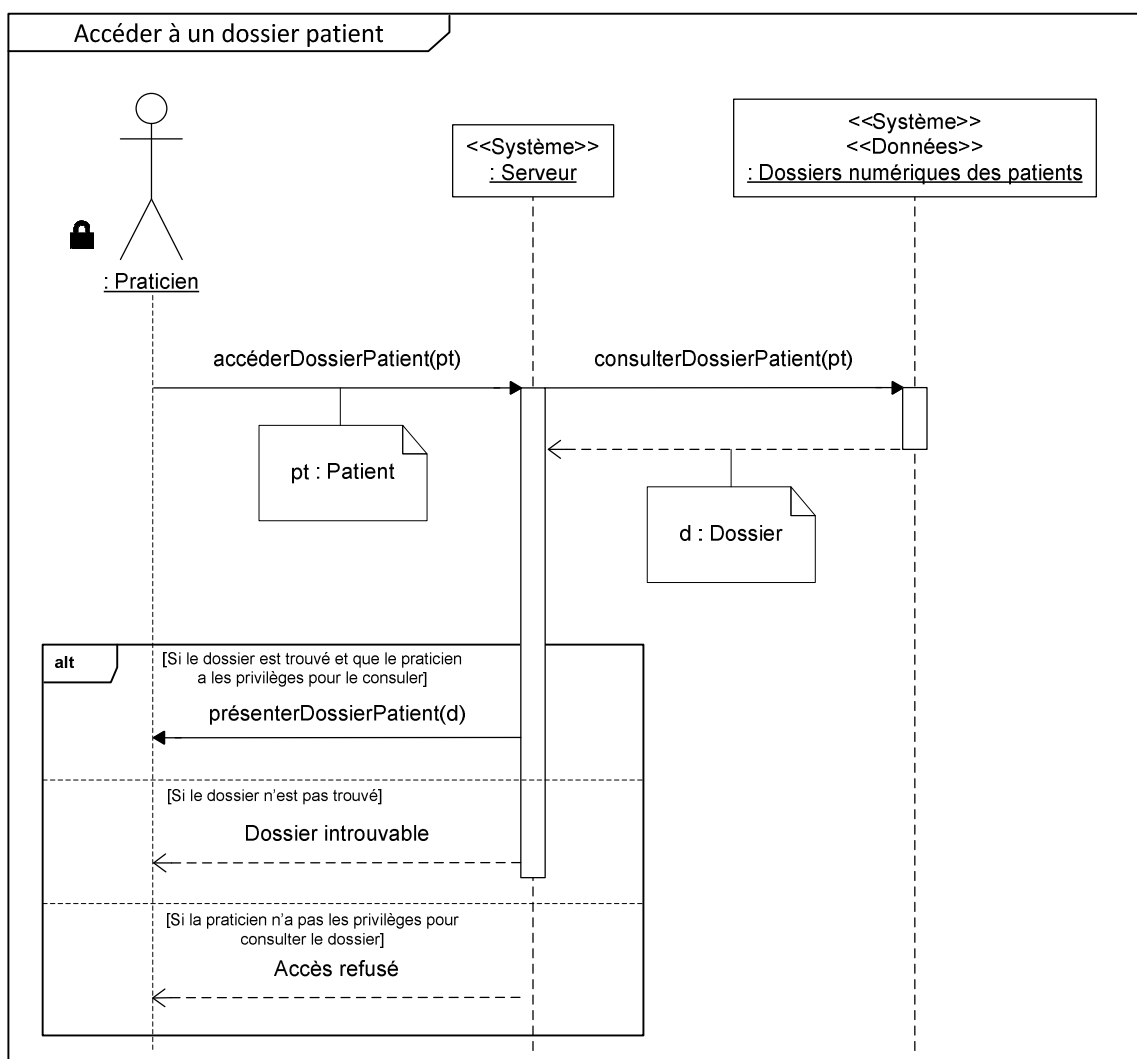 Accéder à un dossier patient
<<Système>>
: Serveur
<<Système>>
<<Données>>
: Dossiers numériques des patients
: Praticien
accéderDossierPatient(pt)
consulterDossierPatient(pt)
pt : Patient
d : Dossier
alt
[Si le dossier est trouvé et que le praticien
a les privilèges pour le consuler]
présenterDossierPatient(d)
[Si le dossier n'est pas trouvé]
Dossier introuvable
[Si la praticien n'a pas les privilèges pour
consulter le dossier]
Accès refusé